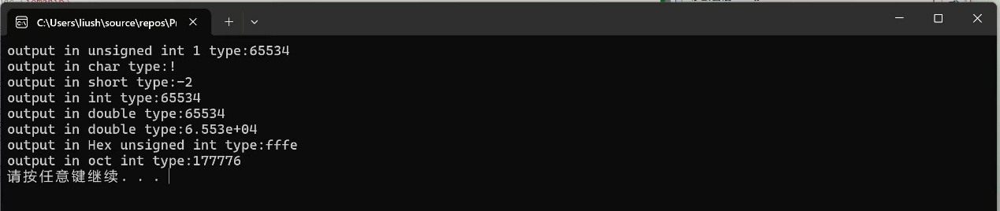 C:\Users\liush\source\repos\Pr
output in unsigned int 1 type:65534
output in char type:!
output in short type:-2
output in int type:65534
output in double type:65534
output in double type:6.553e+04
output in Hex unsigned int type:fffe
output in oct int type:177776
请按任意键继续. . .